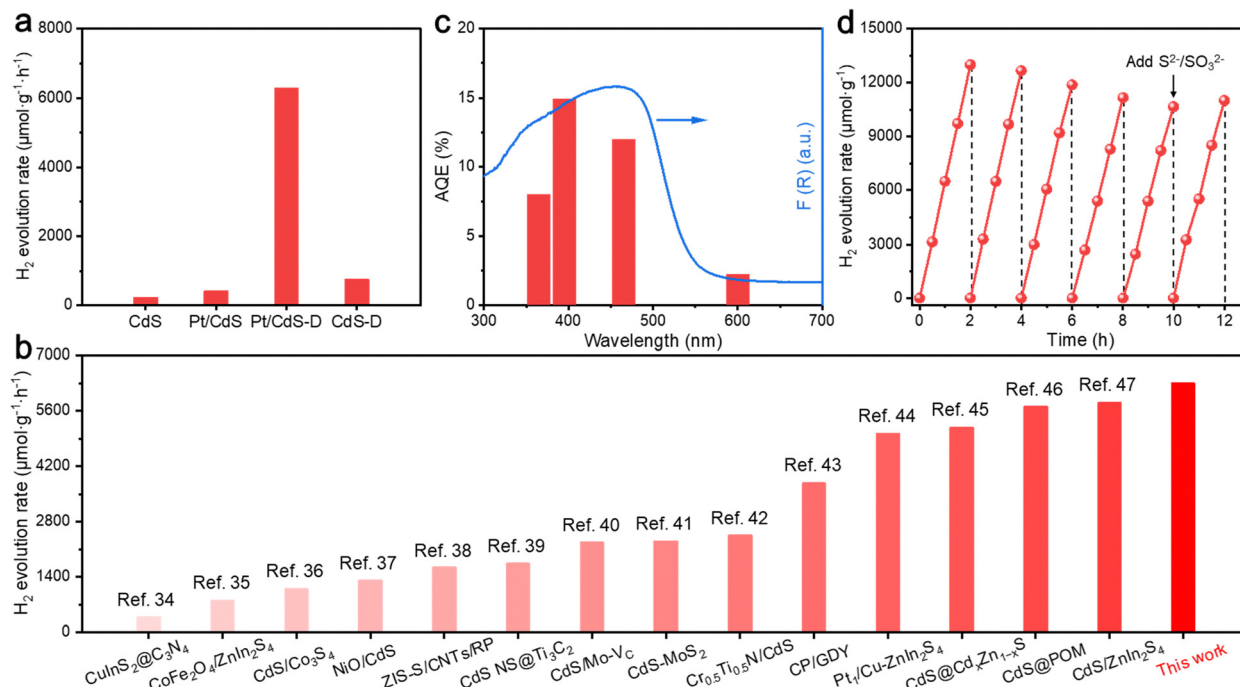 a
H₂ evolution rate (μmol·g⁻¹·h⁻¹)
8000
6000
4000
2000
0
CdS
Pt/CdS
Pt/CdS-D
CdS-D
c
AQE (%)
20
15
10
5
0
300
400
500
600
700
Wavelength (nm)
F (R) (a.u.)
d
H₂ evolution rate (μmol·g⁻¹)
15000
12000
9000
6000
3000
0
Add S²⁻/SO₃²⁻
0
2
4
6
8
10
12
Time (h)
b
H₂ evolution rate (μmol·g⁻¹·h⁻¹)
7000
5600
4200
2800
1400
0
Ref. 34
Ref. 35
Ref. 36
Ref. 37
Ref. 38
Ref. 39
Ref. 40
Ref. 41
Ref. 42
Ref. 43
Ref. 44
Ref. 45
Ref. 46
Ref. 47
CuInS₂@C₃N₄
CoFe₂O₄/ZnIn₂S₄
CdS/Co₃S₄
NiO/CdS
ZIS-S/CNTs/RP
CdS NS@Ti₃C₂
CdS/Mo-V_C
CdS-MoS₂
Cr₀.₅Ti₀.₅N/CdS
CP/GDY
Pt₁/Cu-ZnIn₂S₄
CdS@CdₓZn₁₋ₓS
CdS@POM
CdS/ZnIn₂S₄
This work